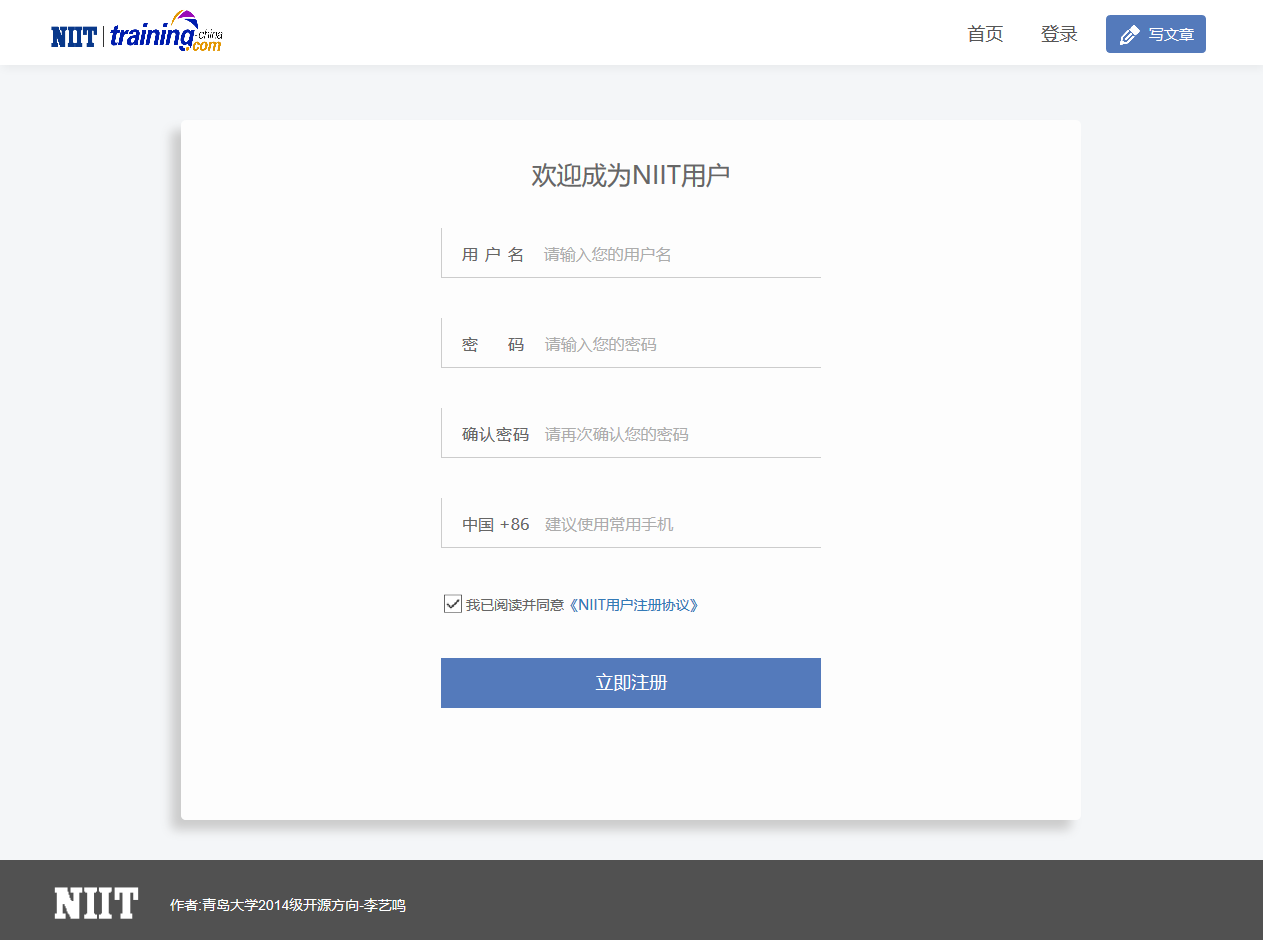 NIIT training-china.com
首页 登录 写文章
欢迎成为NIIT用户
用 户 名 请输入您的用户名
密 码 请输入您的密码
确认密码 请再次确认您的密码
中国 +86 建议使用常用手机
我已阅读并同意《NIIT用户注册协议》
立即注册
NIIT 作者:青岛大学2014级开源方向-李艺鸣